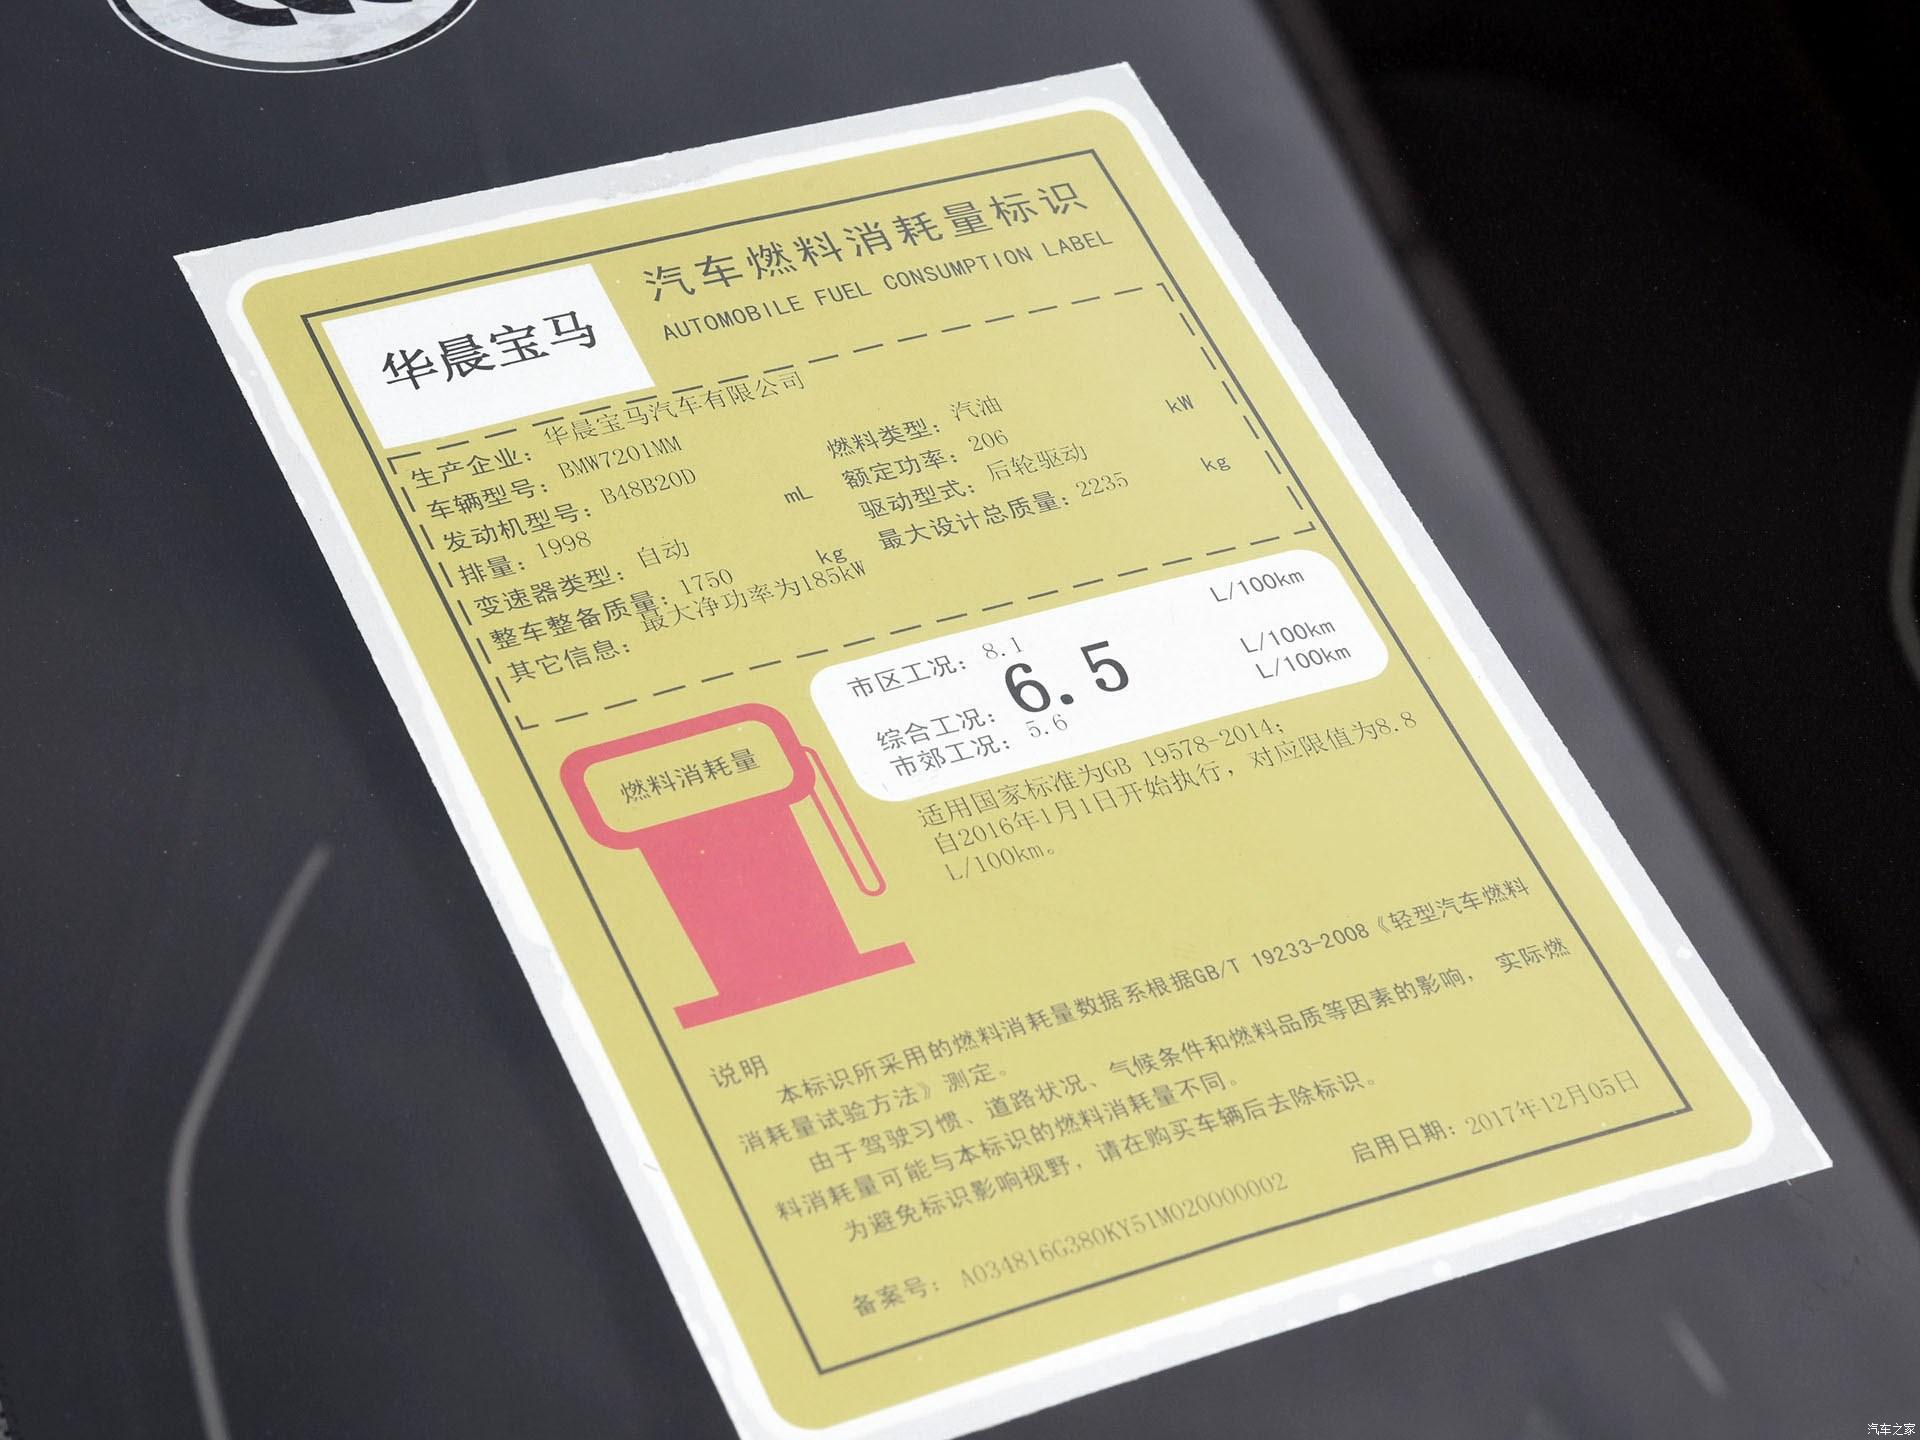 汽车燃料消耗量标识
AUTOMOBILE FUEL CONSUMPTION LABEL
华晨宝马
生产企业：华晨宝马汽车有限公司
车辆型号：BMW7201MM
发动机型号：B48B20D
燃料类型：汽油
排量：1998 mL
额定功率：206 kW
变速器类型：自动
驱动型式：后轮驱动
整车整备质量：1750 kg
最大设计总质量：2235 kg
其它信息：最大净功率为185kW
市区工况：8.1 L/100km
综合工况：6.5 L/100km
市郊工况：5.6 L/100km
燃料消耗量
适用国家标准为GB 19578-2014；
自2016年1月1日开始执行，对应限值为8.8
L/100km。
说明
本标识所采用的燃料消耗量数据系根据GB/T 19233-2008《轻型汽车燃料
消耗量试验方法》测定。
由于驾驶习惯、道路状况、气候条件和燃料品质等因素的影响，实际燃
料消耗量可能与本标识的燃料消耗量不同。
为避免标识影响视野，请在购买车辆后去除标识。
备案号：A034816G380KY51M020000002
启用日期：2017年12月05日
汽车之家